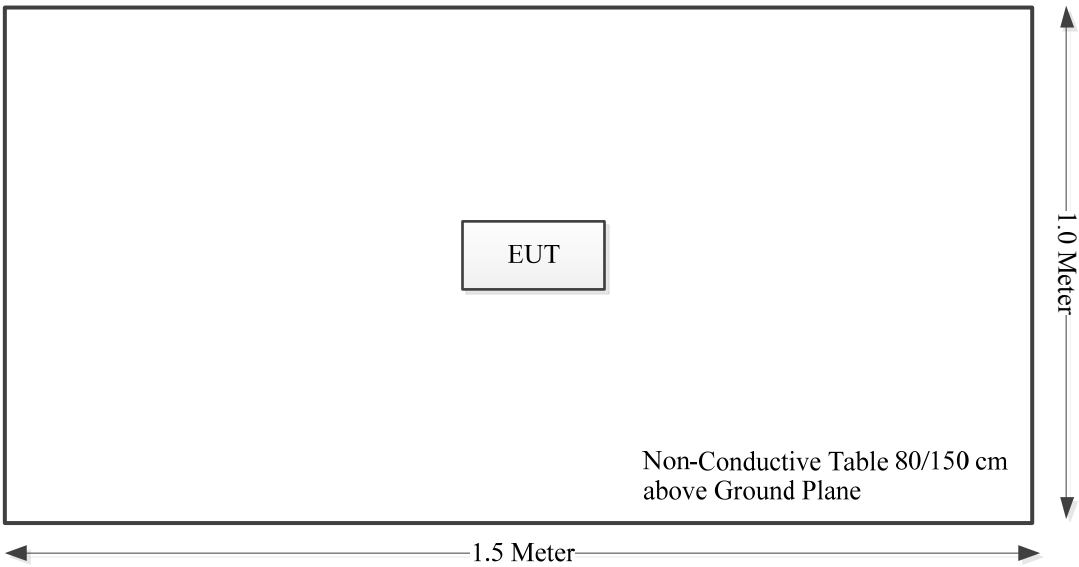 EUT
1.0 Meter
Non-Conductive Table 80/150 cm
above Ground Plane
1.5 Meter